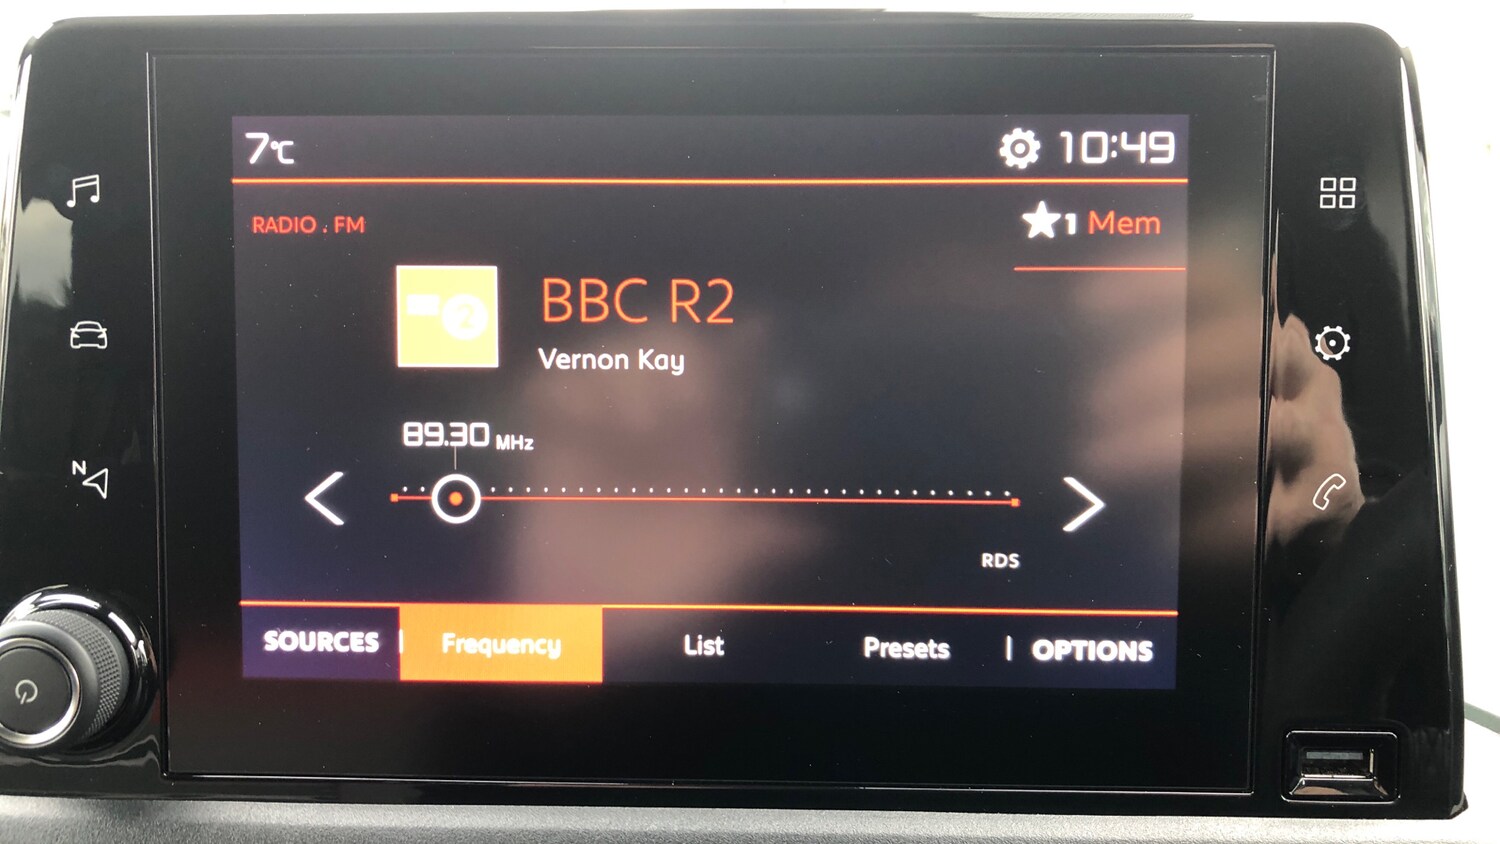 7°C
10:49
RADIO . FM
1 Mem
2
BBC R2
Vernon Kay
89.30 MHz
N
RDS
SOURCES
Frequency
List
Presets
OPTIONS